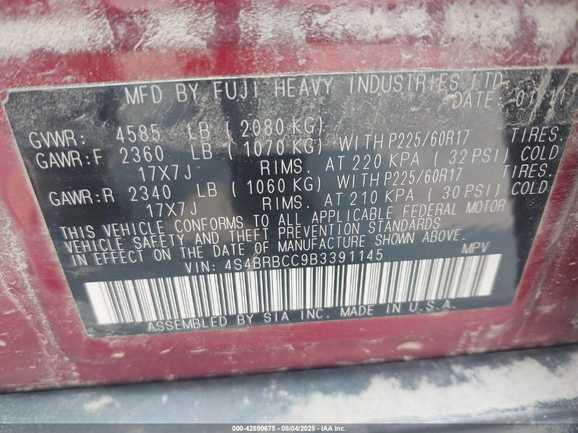 MFD BY FUJI HEAVY INDUSTRIES LTD.
DATE: 01/11
GVWR: 4585 LB (2080 KG)
GAWR:F 2360 LB (1070 KG) WITH P225/60R17 TIRES.
17X7J RIMS. AT 220 KPA (32 PSI) COLD
GAWR:R 2340 LB (1060 KG) WITH P225/60R17 TIRES.
17X7J RIMS. AT 210 KPA (30 PSI) COLD
THIS VEHICLE CONFORMS TO ALL APPLICABLE FEDERAL MOTOR
VEHICLE SAFETY AND THEFT PREVENTION STANDARDS
IN EFFECT ON THE DATE OF MANUFACTURE SHOWN ABOVE.
VIN: 4S4BRBCC9B3391145 MPV
ASSEMBLED BY SIA INC. MADE IN U.S.A.
000-42590675 - 08/04/2025 - IAA Inc.